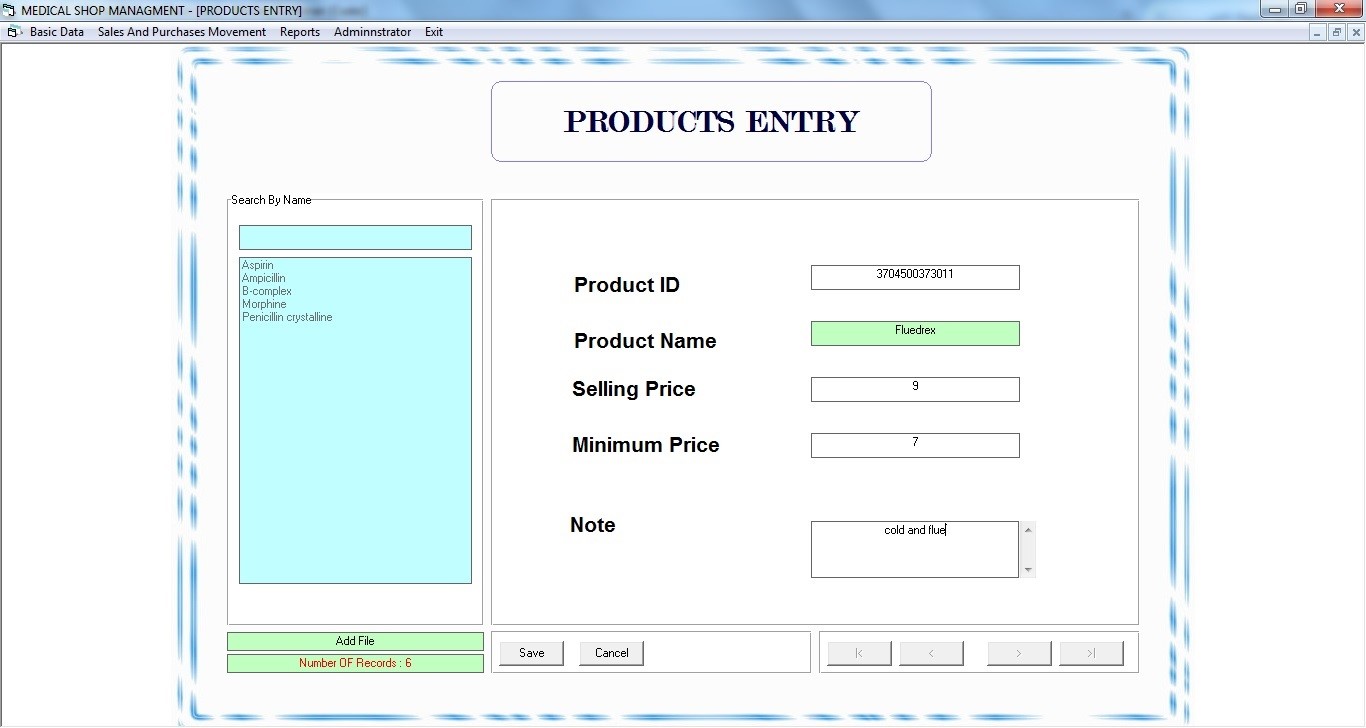 MEDICAL SHOP MANAGMENT - [PRODUCTS ENTRY]
Basic Data Sales And Purchases Movement Reports Adminnstrator Exit
PRODUCTS ENTRY
Search By Name
Aspirin
Ampicillin
B-complex
Morphine
Penicillin crystalline
Product ID 3704500373011
Product Name Fluedrex
Selling Price 9
Minimum Price 7
Note cold and flue
Add File
Number OF Records : 6
Save Cancel |< < > >|